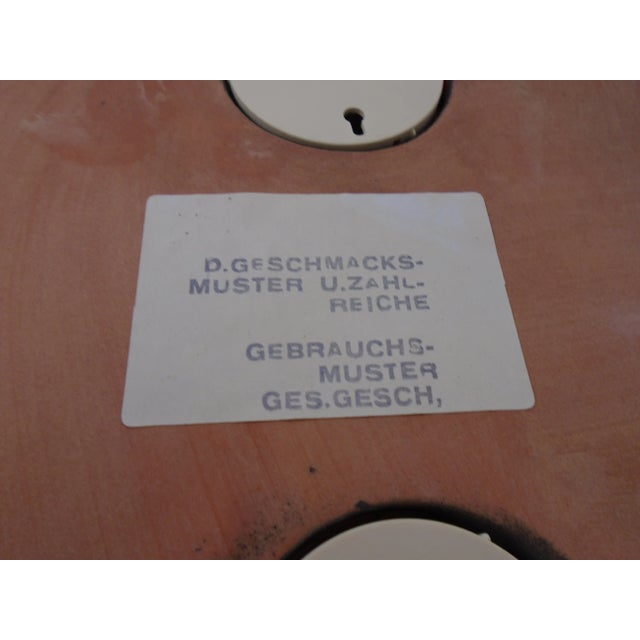 D.GESCHMACKS-
MUSTER U.ZAHL-
REICHE
GEBRAUCHS-
MUSTER
GES.GESCH,